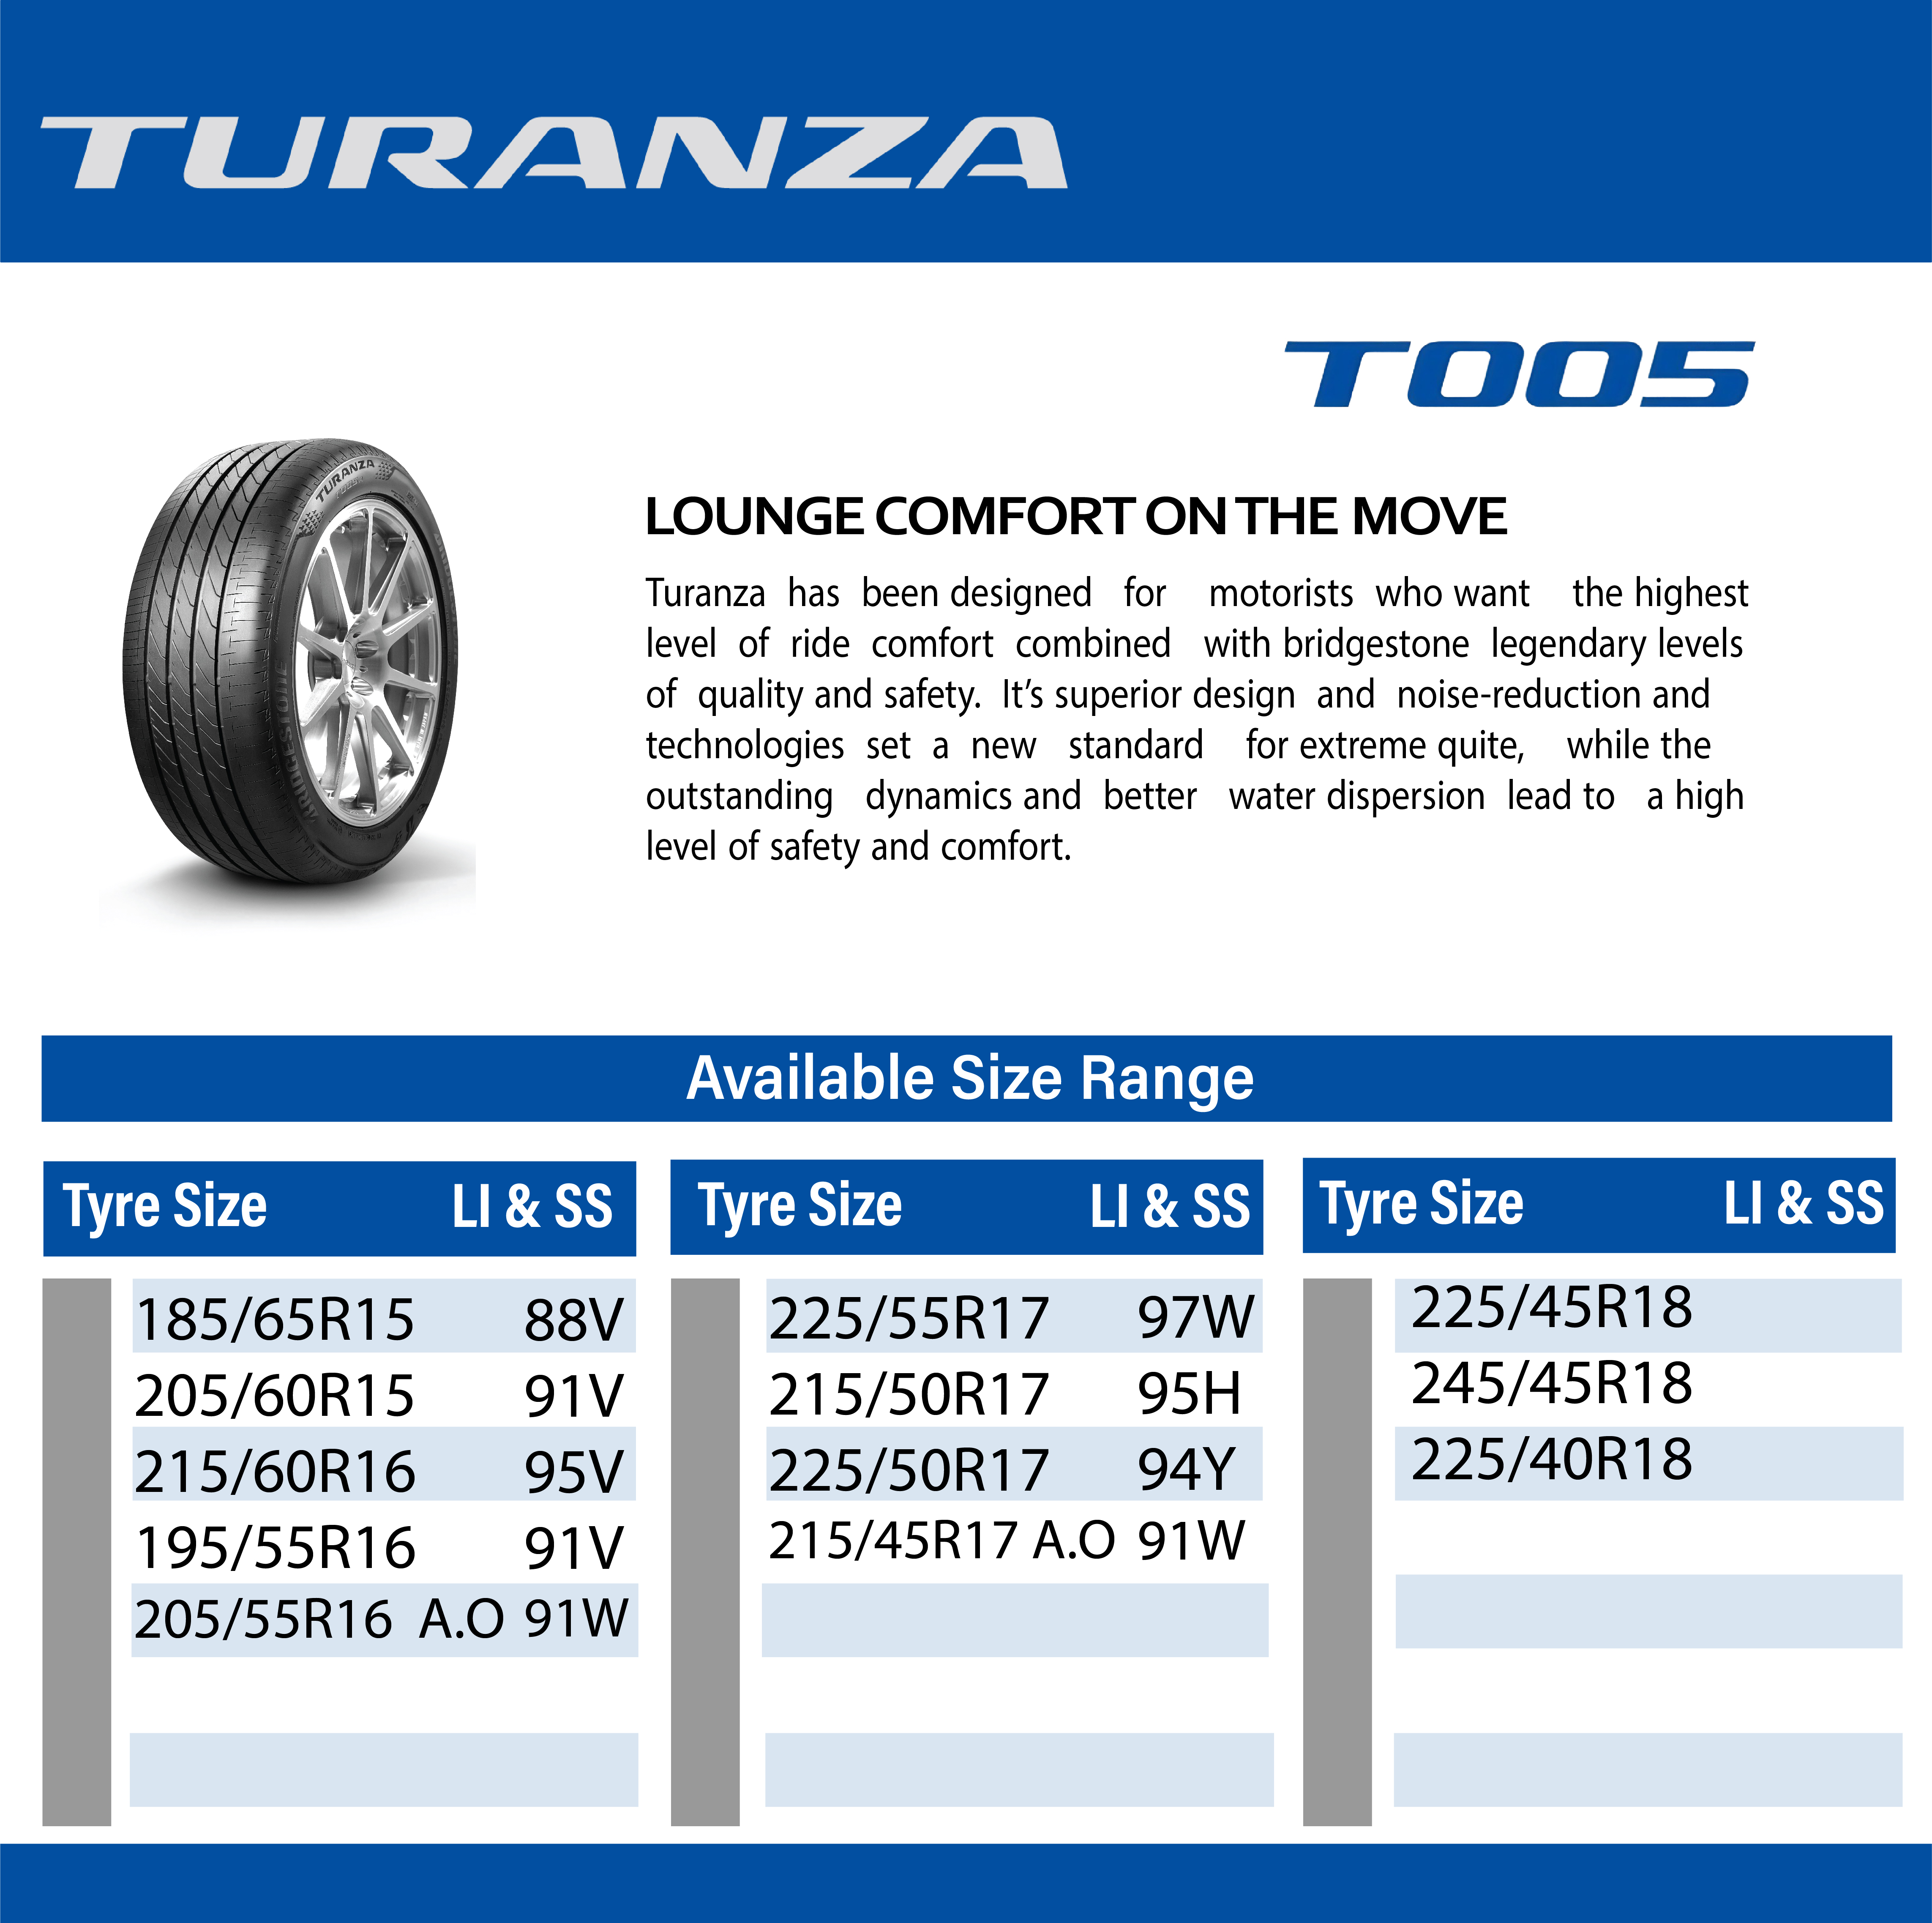 TURANZA
T005
TURANZA
BRIDGESTONE
LOUNGE COMFORT ON THE MOVE
Turanza has been designed for motorists who want the highest
level of ride comfort combined with bridgestone legendary levels
of quality and safety. It’s superior design and noise-reduction and
technologies set a new standard for extreme quite, while the
outstanding dynamics and better water dispersion lead to a high
level of safety and comfort.
Available Size Range
Tyre Size LI & SS
185/65R15 88V
205/60R15 91V
215/60R16 95V
195/55R16 91V
205/55R16 A.O 91W
Tyre Size LI & SS
225/55R17 97W
215/50R17 95H
225/50R17 94Y
215/45R17 A.O 91W
Tyre Size LI & SS
225/45R18
245/45R18
225/40R18